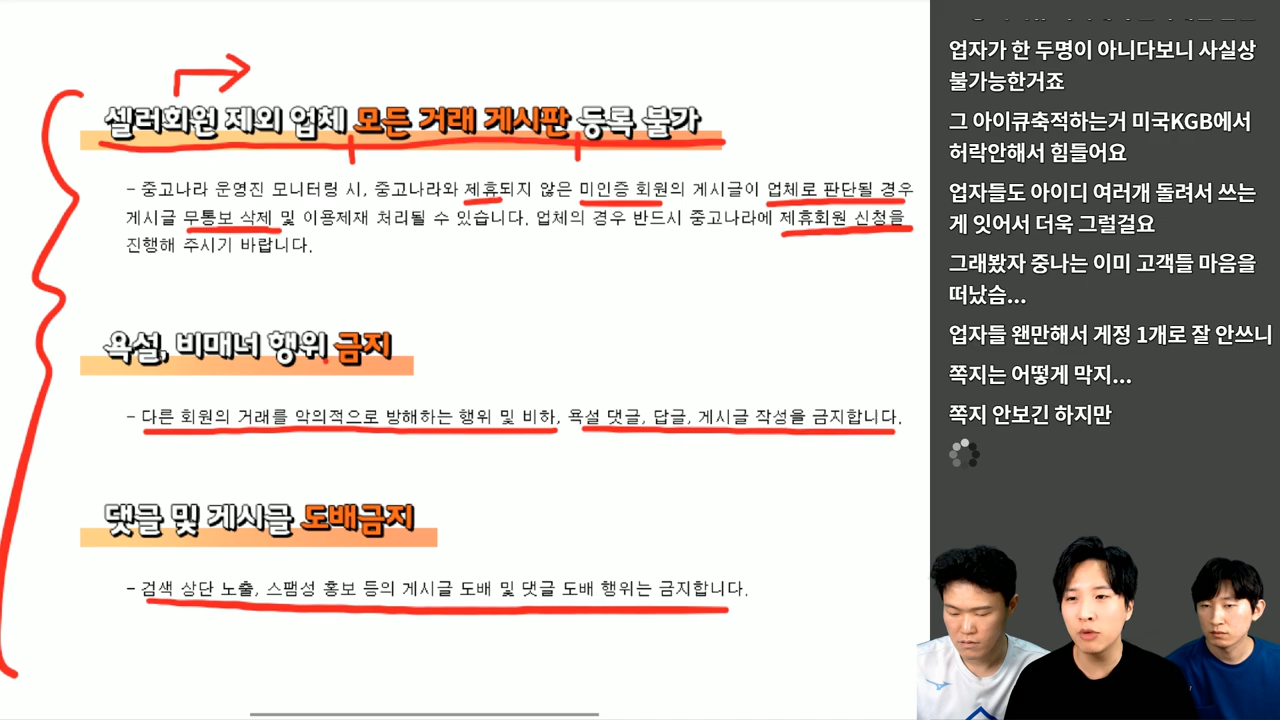 셀러회원 제외 업체 모든 거래 게시판 등록 불가
- 중고나라 운영진 모니터링 시, 중고나라와 제휴되지 않은 미인증 회원의 게시글이 업체로 판단될 경우
게시글 무통보 삭제 및 이용제재 처리될 수 있습니다. 업체의 경우 반드시 중고나라에 제휴회원 신청을
진행해 주시기 바랍니다.
욕설, 비매너 행위 금지
- 다른 회원의 거래를 악의적으로 방해하는 행위 및 비하, 욕설 댓글, 답글, 게시글 작성을 금지합니다.
댓글 및 게시글 도배금지
- 검색 상단 노출, 스팸성 홍보 등의 게시글 도배 및 댓글 도배 행위는 금지합니다.
업자가 한 두명이 아니다보니 사실상
불가능한거죠
그 아이큐축적하는거 미국KGB에서
허락안해서 힘들어요
업자들도 아이디 여러개 돌려서 쓰는
게 잇어서 더욱 그럴걸요
그래봤자 중나는 이미 고객들 마음을
떠났슴...
업자들 왠만해서 게정 1개로 잘 안쓰니
쪽지는 어떻게 막지...
쪽지 안보긴 하지만